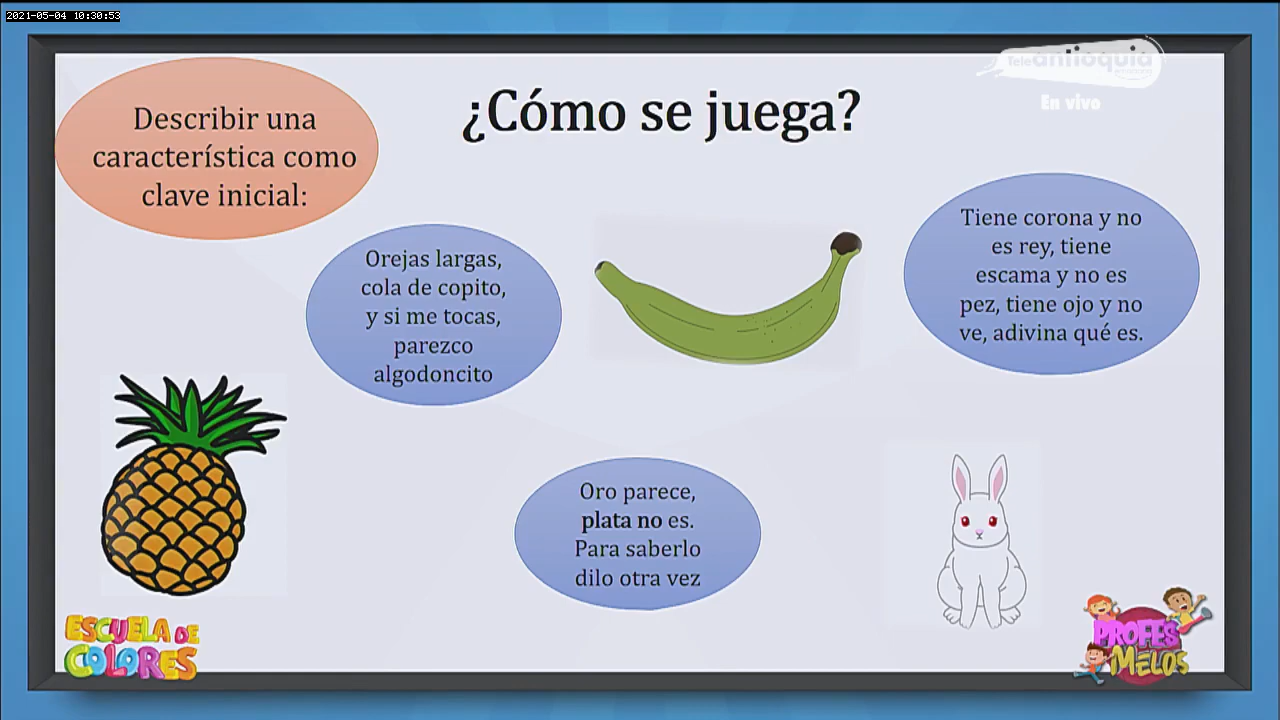 2021-05-04 10:30:53
Teleantioquia
En vivo
¿Cómo se juega?
Describir una
característica como
clave inicial:
Orejas largas,
cola de copito,
y si me tocas,
parezco
algodoncito
Tiene corona y no
es rey, tiene
escama y no es
pez, tiene ojo y no
ve, adivina qué es.
Oro parece,
plata no es.
Para saberlo
dilo otra vez
ESCUELA DE
COLORES
PROFES
MELOS